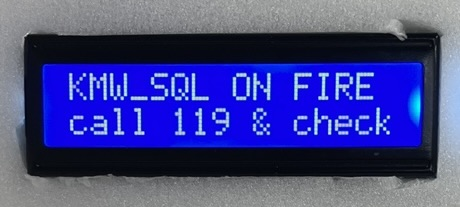 KMW_SQL ON FIRE
call 119 & check